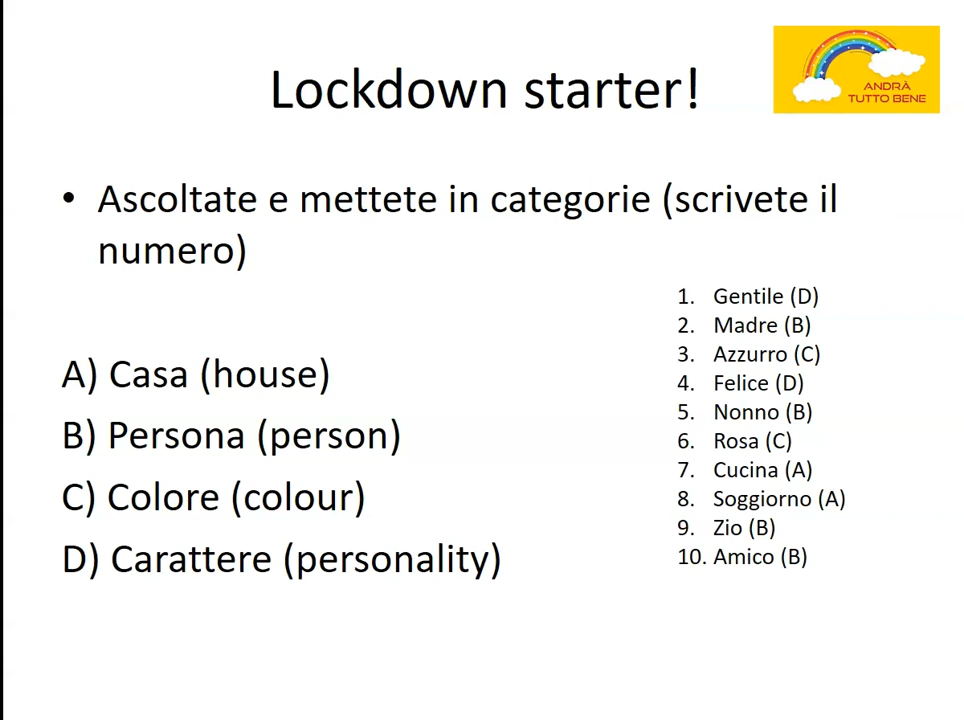 Lockdown starter!
ANDRÀ
TUTTO BENE
• Ascoltate e mettete in categorie (scrivete il
numero)
A) Casa (house)
B) Persona (person)
C) Colore (colour)
D) Carattere (personality)
1. Gentile (D)
2. Madre (B)
3. Azzurro (C)
4. Felice (D)
5. Nonno (B)
6. Rosa (C)
7. Cucina (A)
8. Soggiorno (A)
9. Zio (B)
10. Amico (B)